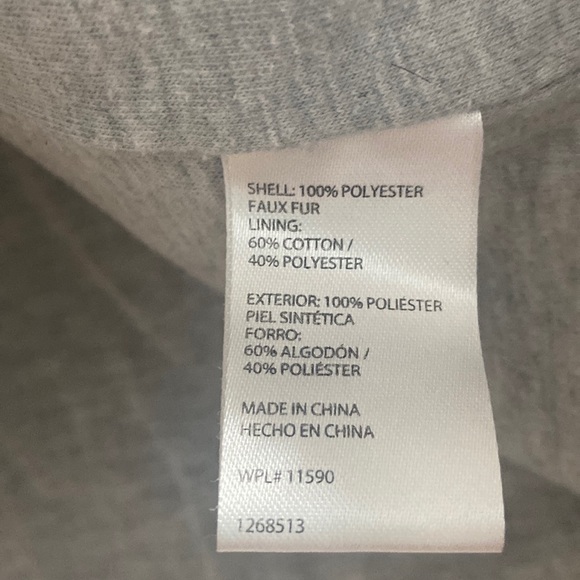 SHELL: 100% POLYESTER
FAUX FUR
LINING:
60% COTTON /
40% POLYESTER
EXTERIOR: 100% POLIÉSTER
PIEL SINTÉTICA
FORRO:
60% ALGODÓN /
40% POLIÉSTER
MADE IN CHINA
HECHO EN CHINA
WPL# 11590
1268513